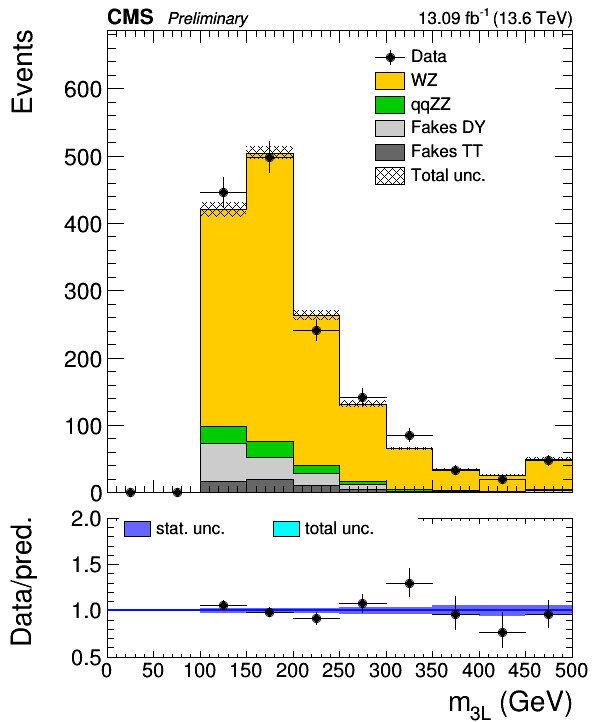 CMS Preliminary 13.09 fb⁻¹ (13.6 TeV)
Events
600
500
400
300
200
100
0
Data
WZ
qqZZ
Fakes DY
Fakes TT
Total unc.
Data/pred.
2.0
1.5
1.0
0.5
stat. unc.
total unc.
0 50 100 150 200 250 300 350 400 450 500
m₃L (GeV)